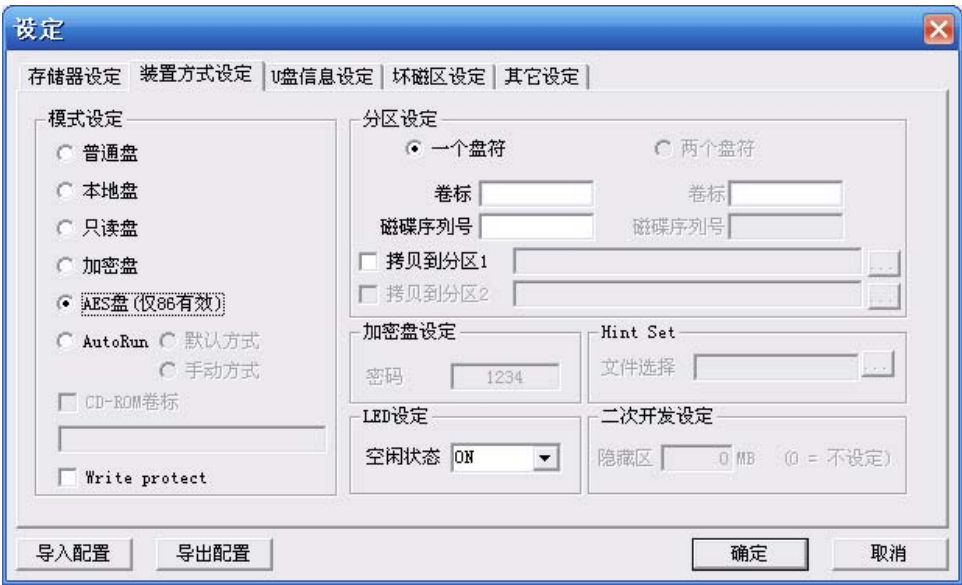 设定
存储器设定 装置方式设定 U盘信息设定 坏磁区设定 其它设定
模式设定
普通盘
本地盘
只读盘
加密盘
AES盘(仅86有效)
AutoRun 默认方式
手动方式
CD-ROM卷标
Write protect
分区设定
一个盘符 两个盘符
卷标 卷标
磁碟序列号 磁碟序列号
拷贝到分区1 ...
拷贝到分区2 ...
加密盘设定
密码 1234
Hint Set
文件选择 ...
LED设定
空闲状态 ON
二次开发设定
隐藏区 0 MB (0 = 不设定)
导入配置 导出配置 确定 取消